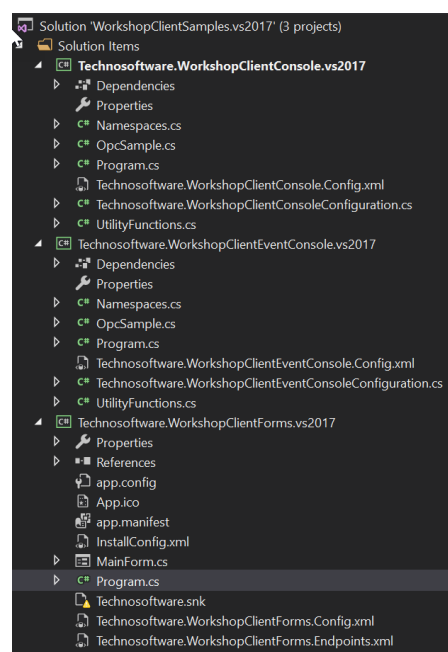 Solution 'WorkshopClientSamples.vs2017' (3 projects)
Solution Items
C# Technosoftware.WorkshopClientConsole.vs2017
Dependencies
Properties
C# Namespaces.cs
C# OpcSample.cs
C# Program.cs
Technosoftware.WorkshopClientConsole.Config.xml
C# Technosoftware.WorkshopClientConsoleConfiguration.cs
C# UtilityFunctions.cs
C# Technosoftware.WorkshopClientEventConsole.vs2017
Dependencies
Properties
C# Namespaces.cs
C# OpcSample.cs
C# Program.cs
Technosoftware.WorkshopClientEventConsole.Config.xml
C# Technosoftware.WorkshopClientEventConsoleConfiguration.cs
C# UtilityFunctions.cs
C# Technosoftware.WorkshopClientForms.vs2017
Properties
References
app.config
App.ico
app.manifest
InstallConfig.xml
MainForm.cs
C# Program.cs
Technosoftware.snk
Technosoftware.WorkshopClientForms.Config.xml
Technosoftware.WorkshopClientForms.Endpoints.xml